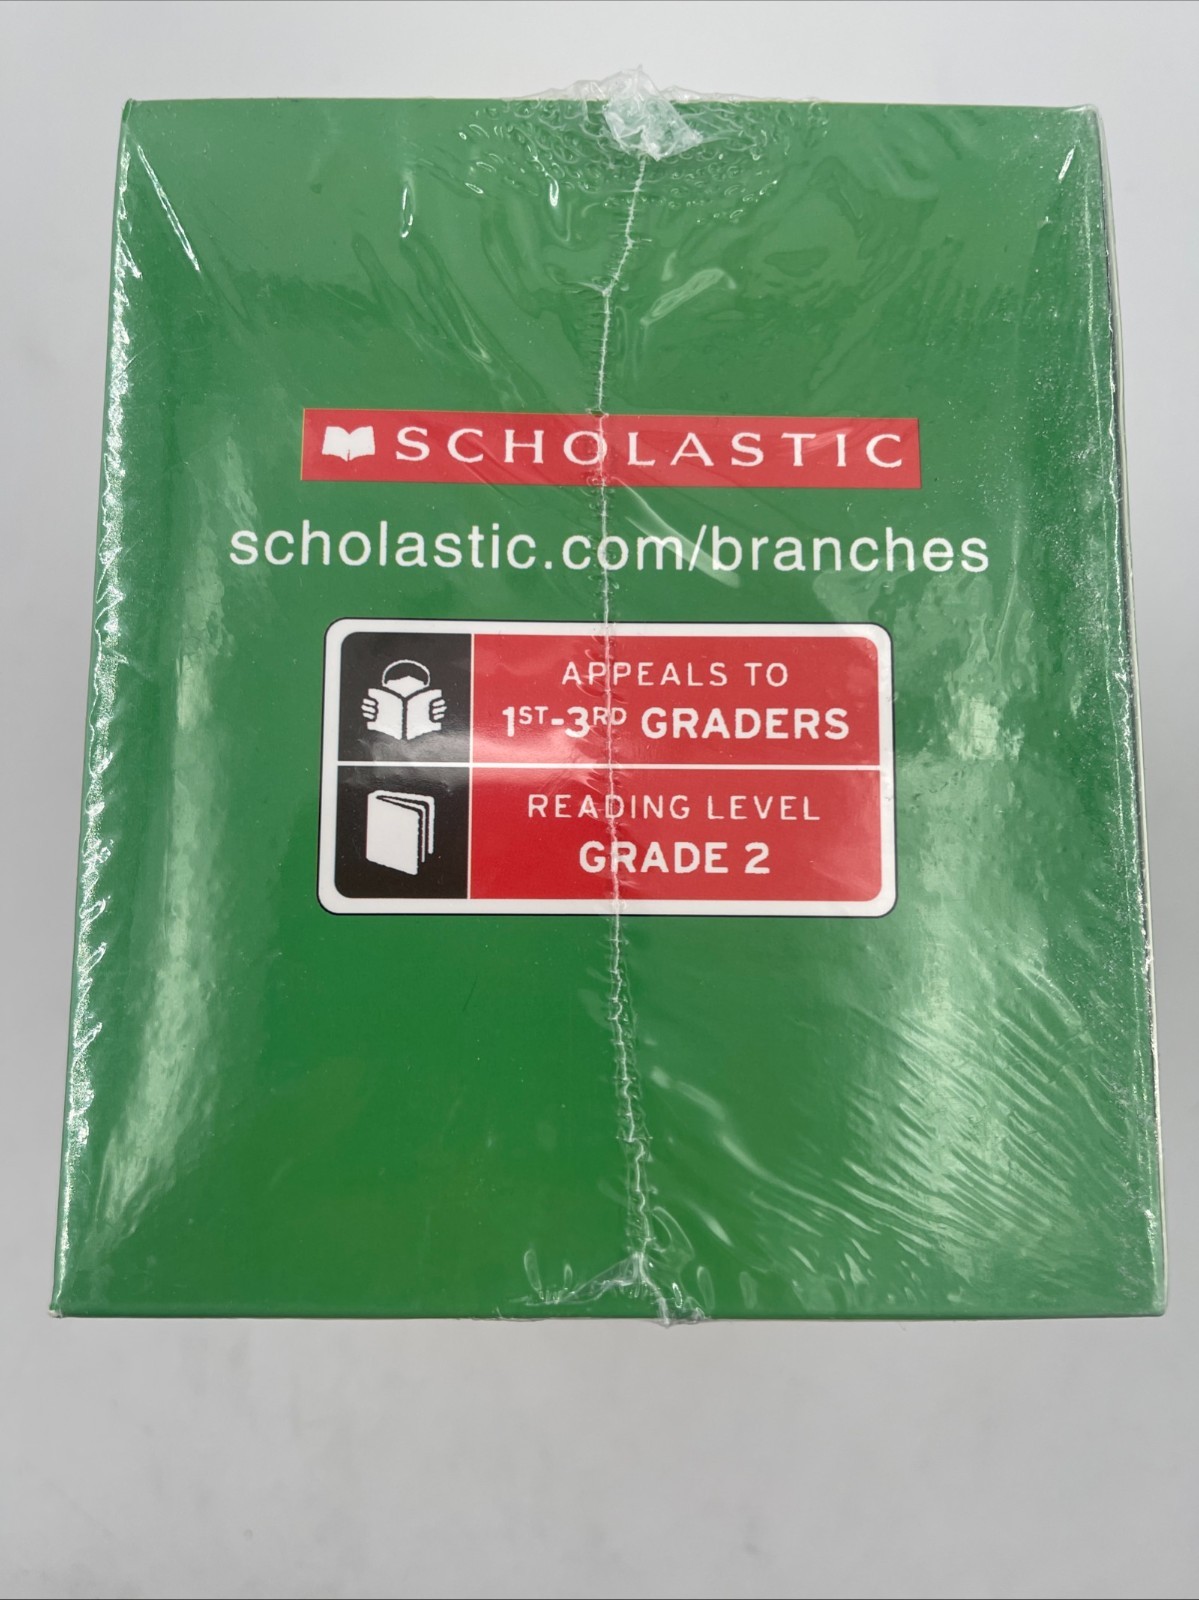 SCHOLASTIC
scholastic.com/branches
APPEALS TO
1ST-3RD GRADERS
READING LEVEL
GRADE 2